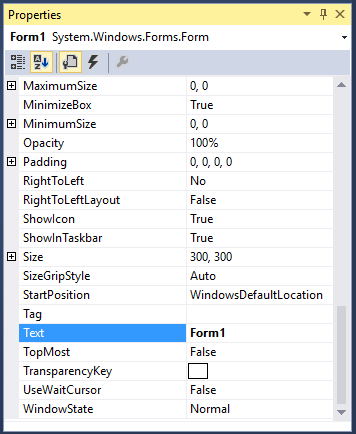 Properties
Form1 System.Windows.Forms.Form
MaximumSize 0, 0
MinimizeBox True
MinimumSize 0, 0
Opacity 100%
Padding 0, 0, 0, 0
RightToLeft No
RightToLeftLayout False
ShowIcon True
ShowInTaskbar True
Size 300, 300
SizeGripStyle Auto
StartPosition WindowsDefaultLocation
Tag
Text Form1
TopMost False
TransparencyKey
UseWaitCursor False
WindowState Normal